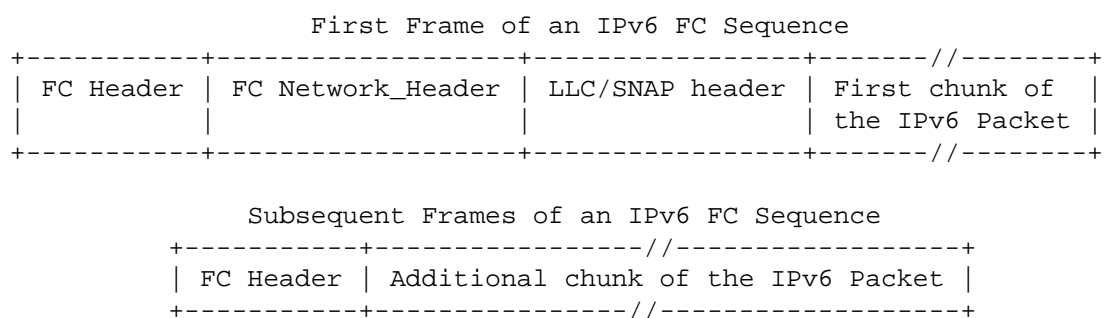 First Frame of an IPv6 FC Sequence
+-----------+-------------------+-----------------+-------//--------+
| FC Header | FC Network_Header | LLC/SNAP header | First chunk of  |
|           |                   |                 | the IPv6 Packet |
+-----------+-------------------+-----------------+-------//--------+
Subsequent Frames of an IPv6 FC Sequence
+-----------+-----------------//------------------+
| FC Header | Additional chunk of the IPv6 Packet |
+-----------+----------------//-------------------+